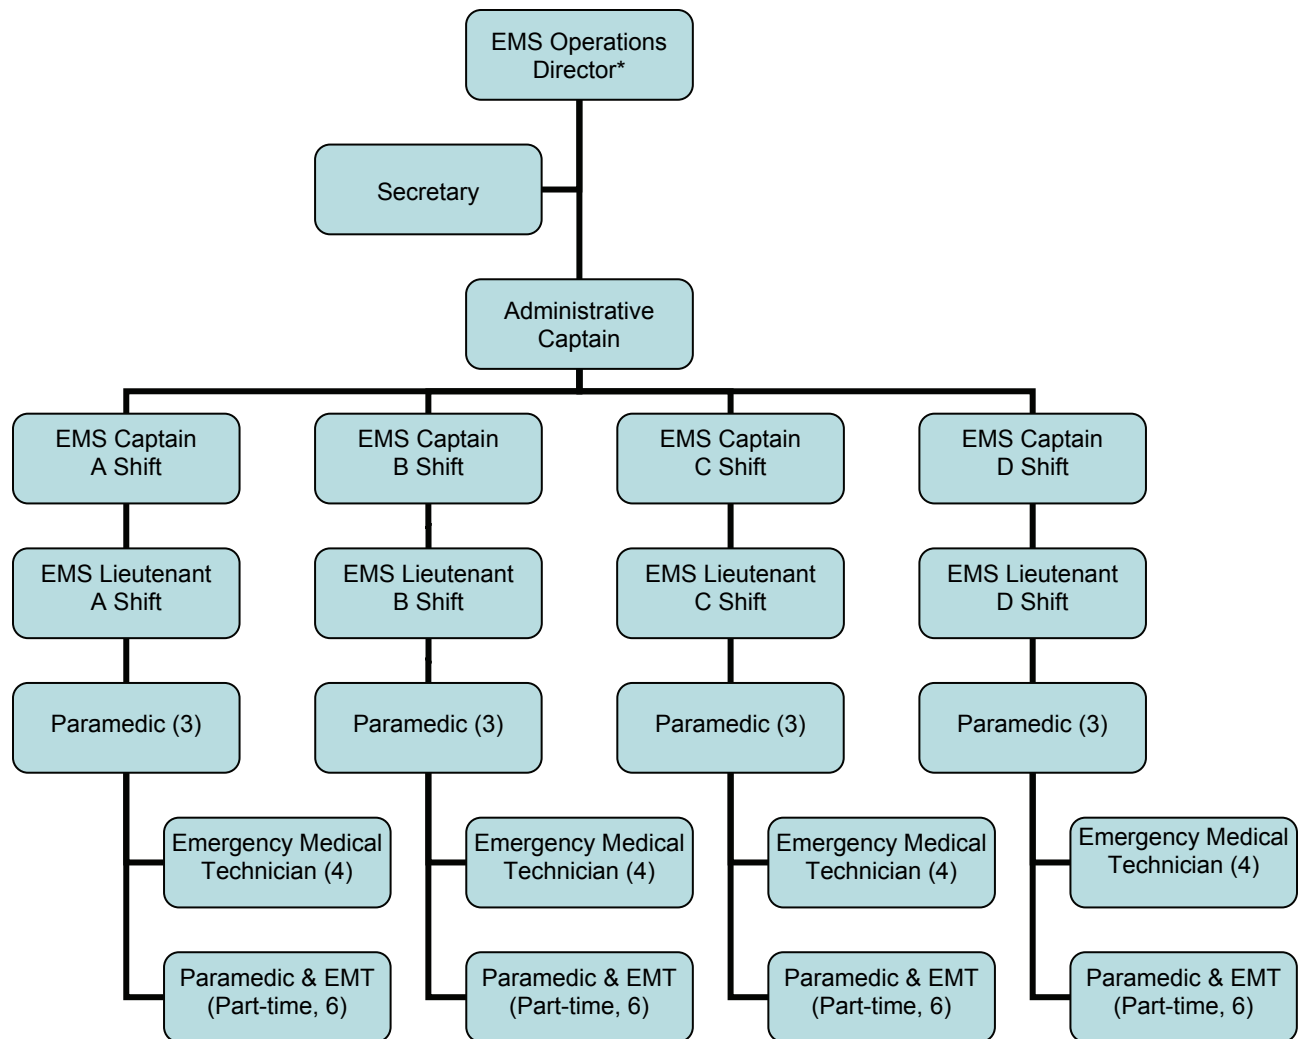 EMS Operations
Director*
Secretary
Administrative
Captain
EMS Captain
A Shift
EMS Captain
B Shift
EMS Captain
C Shift
EMS Captain
D Shift
EMS Lieutenant
A Shift
EMS Lieutenant
B Shift
EMS Lieutenant
C Shift
EMS Lieutenant
D Shift
Paramedic (3)
Paramedic (3)
Paramedic (3)
Paramedic (3)
Emergency Medical
Technician (4)
Emergency Medical
Technician (4)
Emergency Medical
Technician (4)
Emergency Medical
Technician (4)
Paramedic & EMT
(Part-time, 6)
Paramedic & EMT
(Part-time, 6)
Paramedic & EMT
(Part-time, 6)
Paramedic & EMT
(Part-time, 6)